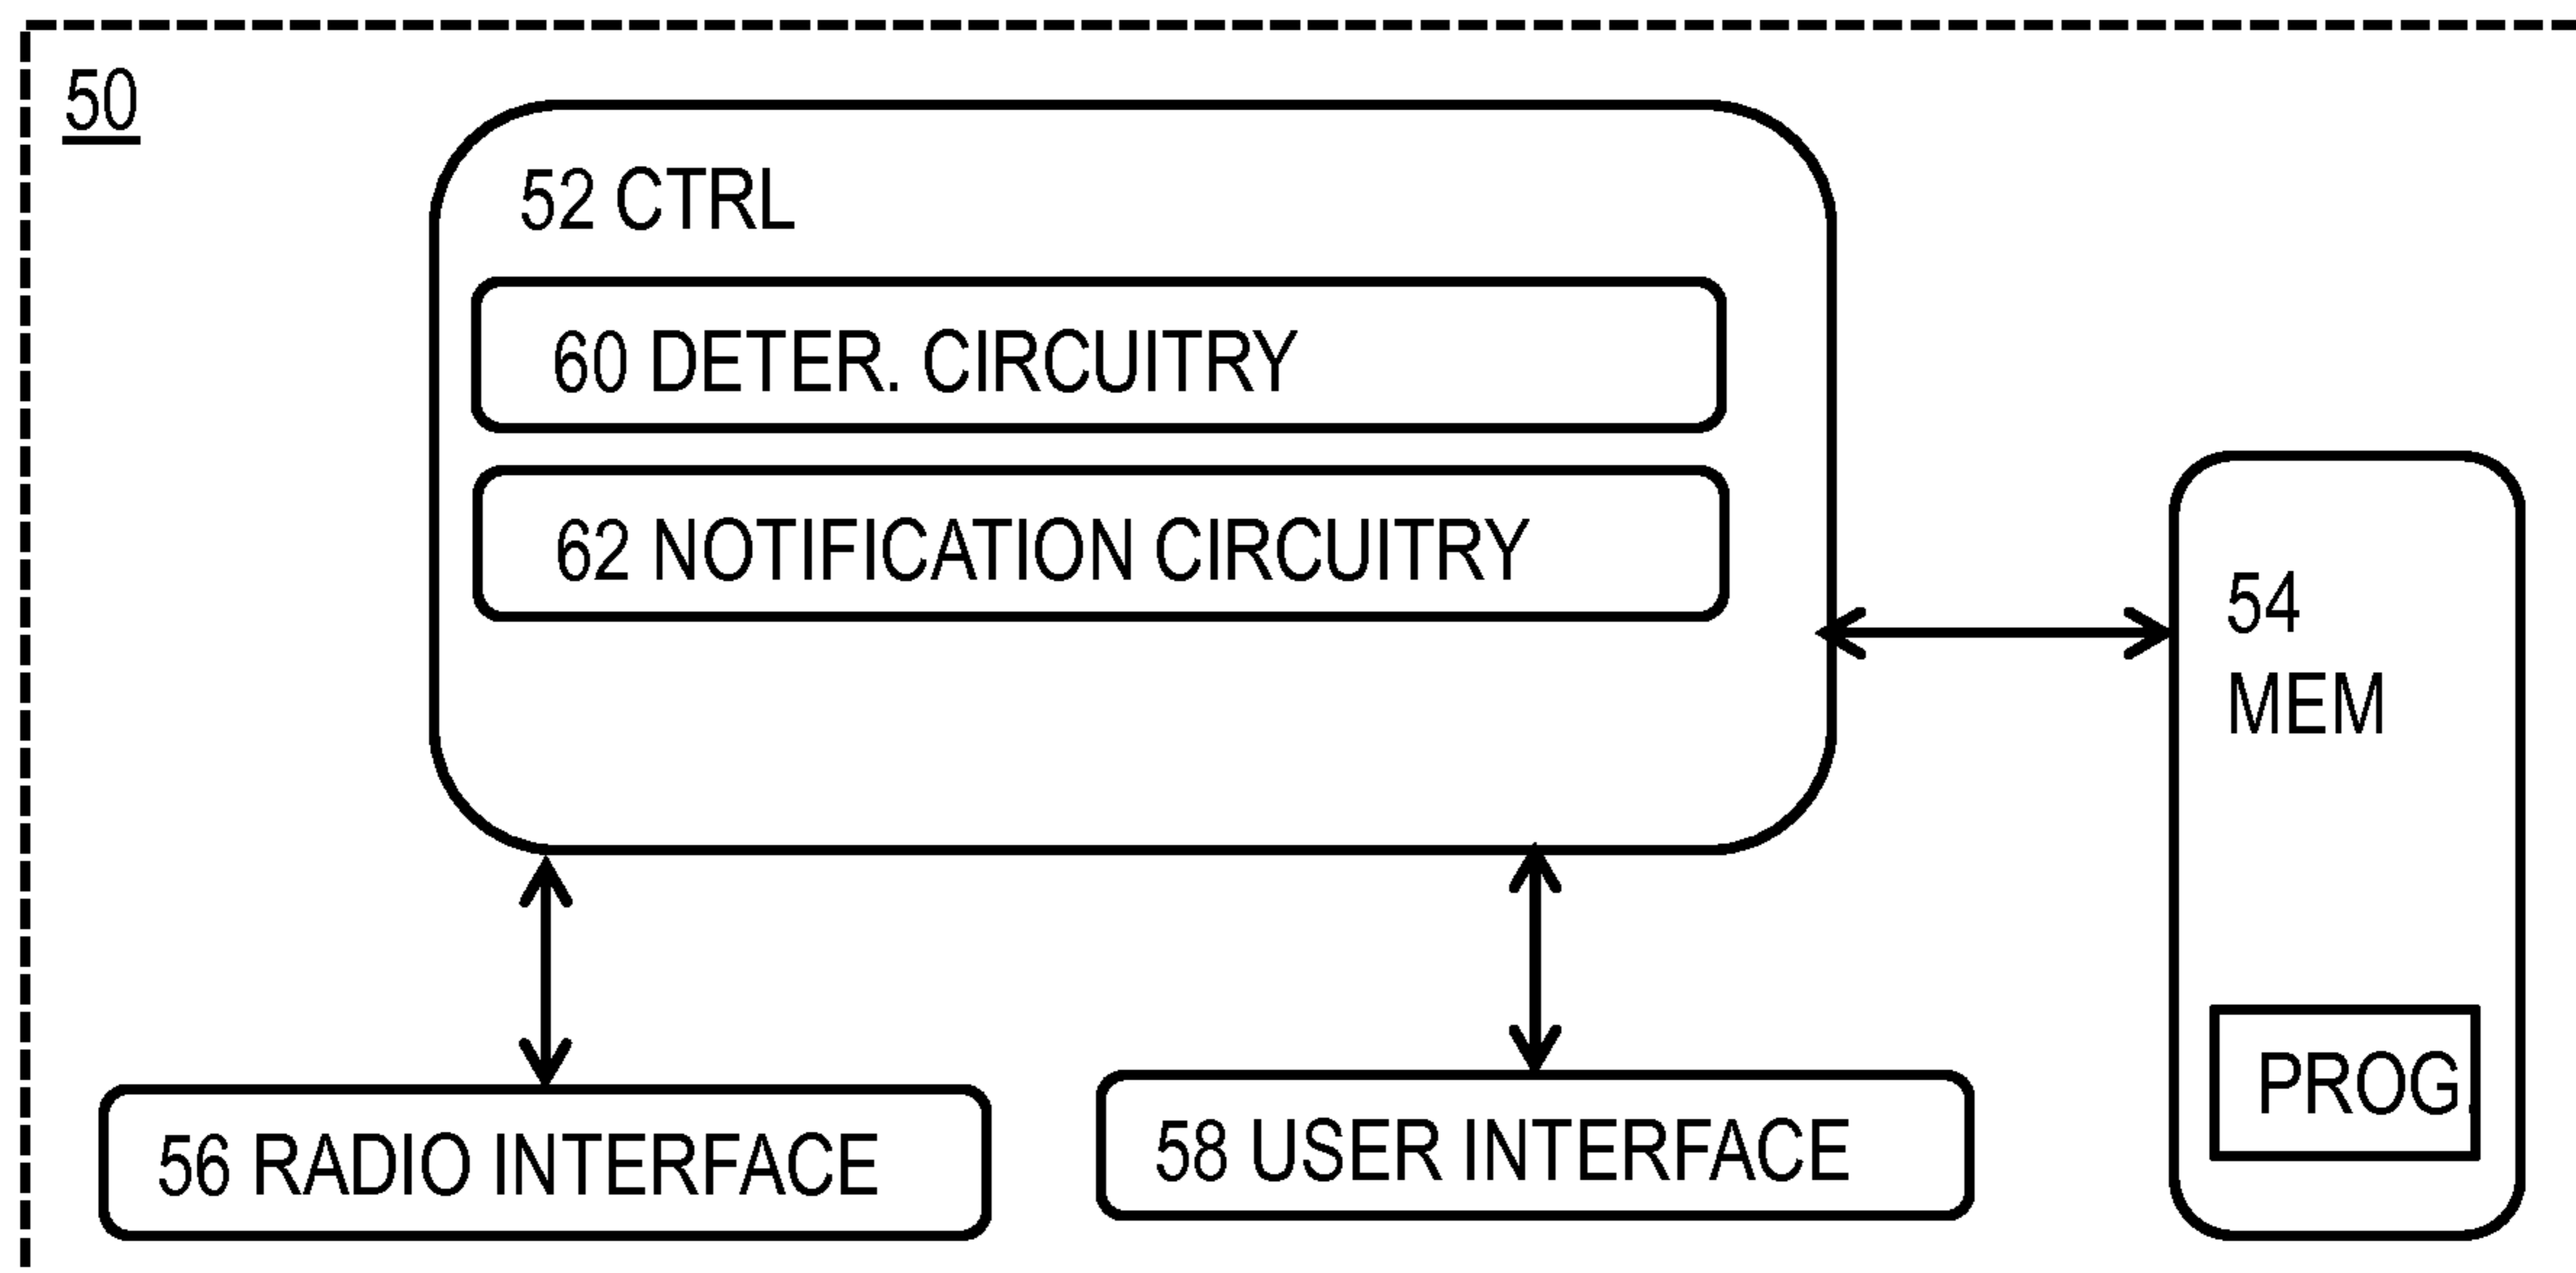 50
52 CTRL
60 DETER. CIRCUITRY
62 NOTIFICATION CIRCUITRY
54
MEM
PROG.
56 RADIO INTERFACE
58 USER INTERFACE